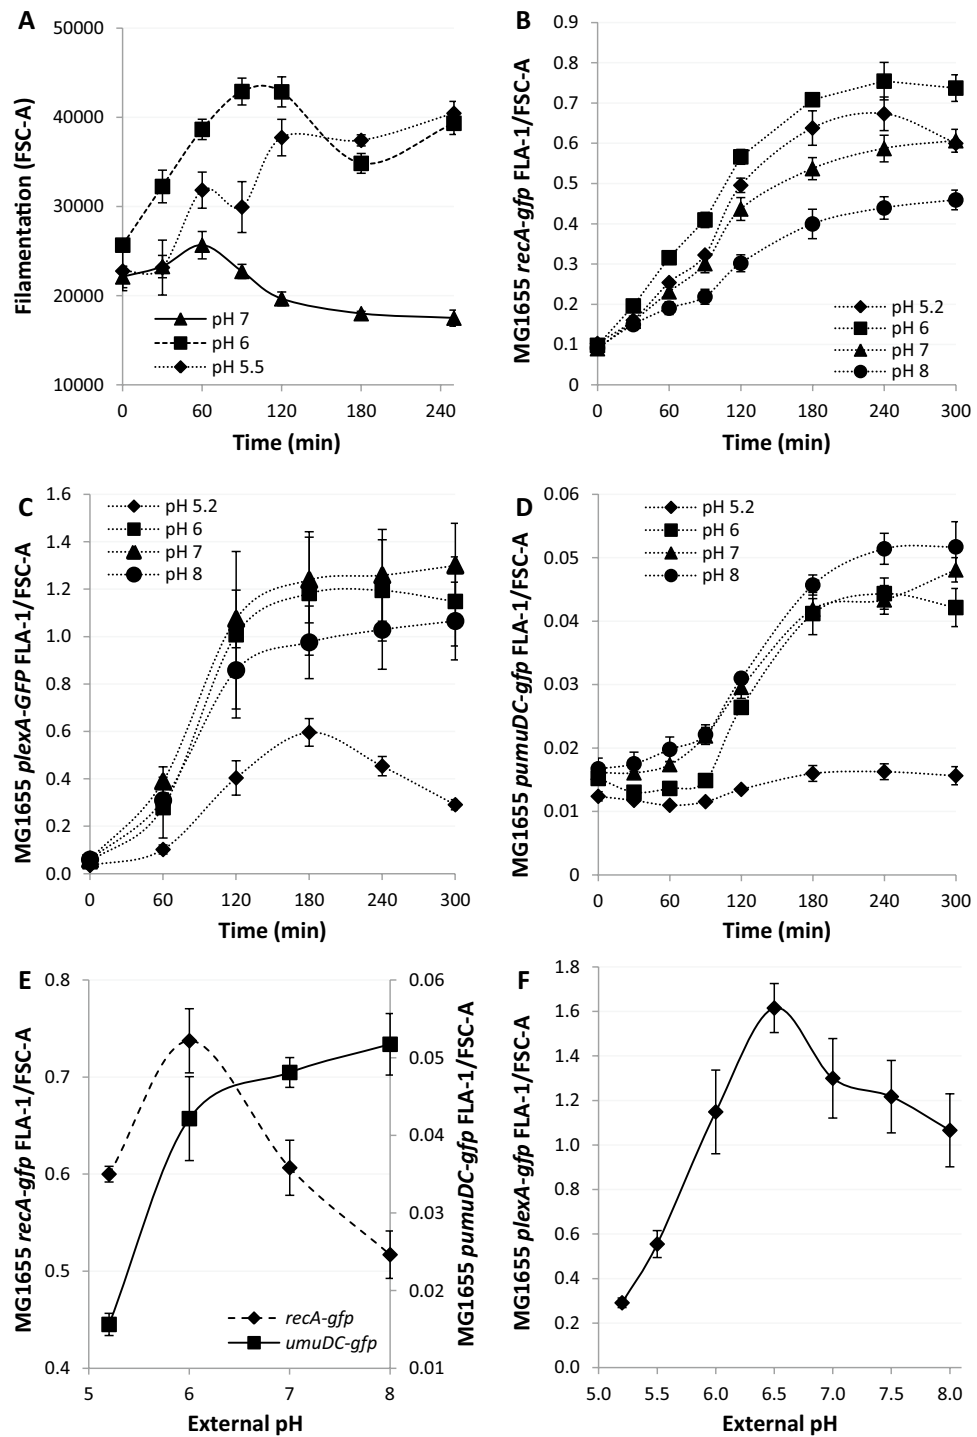 A
Filamentation (FSC-A)
50000
40000
30000
20000
10000
pH 7
pH 6
pH 5.5
0 60 120 180 240
Time (min)
B
MG1655 recA-gfp FLA-1/FSC-A
0.9
0.8
0.7
0.6
0.5
0.4
0.3
0.2
0.1
0
pH 5.2
pH 6
pH 7
pH 8
0 60 120 180 240 300
Time (min)
C
MG1655 plexA-GFP FLA-1/FSC-A
1.6
1.4
1.2
1.0
0.8
0.6
0.4
0.2
0.0
pH 5.2
pH 6
pH 7
pH 8
0 60 120 180 240 300
Time (min)
D
MG1655 pumuDC-gfp FLA-1/FSC-A
0.06
0.05
0.04
0.03
0.02
0.01
0
pH 5.2
pH 6
pH 7
pH 8
0 60 120 180 240 300
Time (min)
E
MG1655 recA-gfp FLA-1/FSC-A
0.8
0.7
0.6
0.5
0.4
recA-gfp
umuDC-gfp
5 6 7 8
External pH
0.06
0.05
0.04
0.03
0.02
0.01
MG1655 pumuDC-gfp FLA-1/FSC-A
F
MG1655 plexA-gfp FLA-1/FSC-A
1.8
1.6
1.4
1.2
1.0
0.8
0.6
0.4
0.2
0.0
5.0 5.5 6.0 6.5 7.0 7.5 8.0
External pH